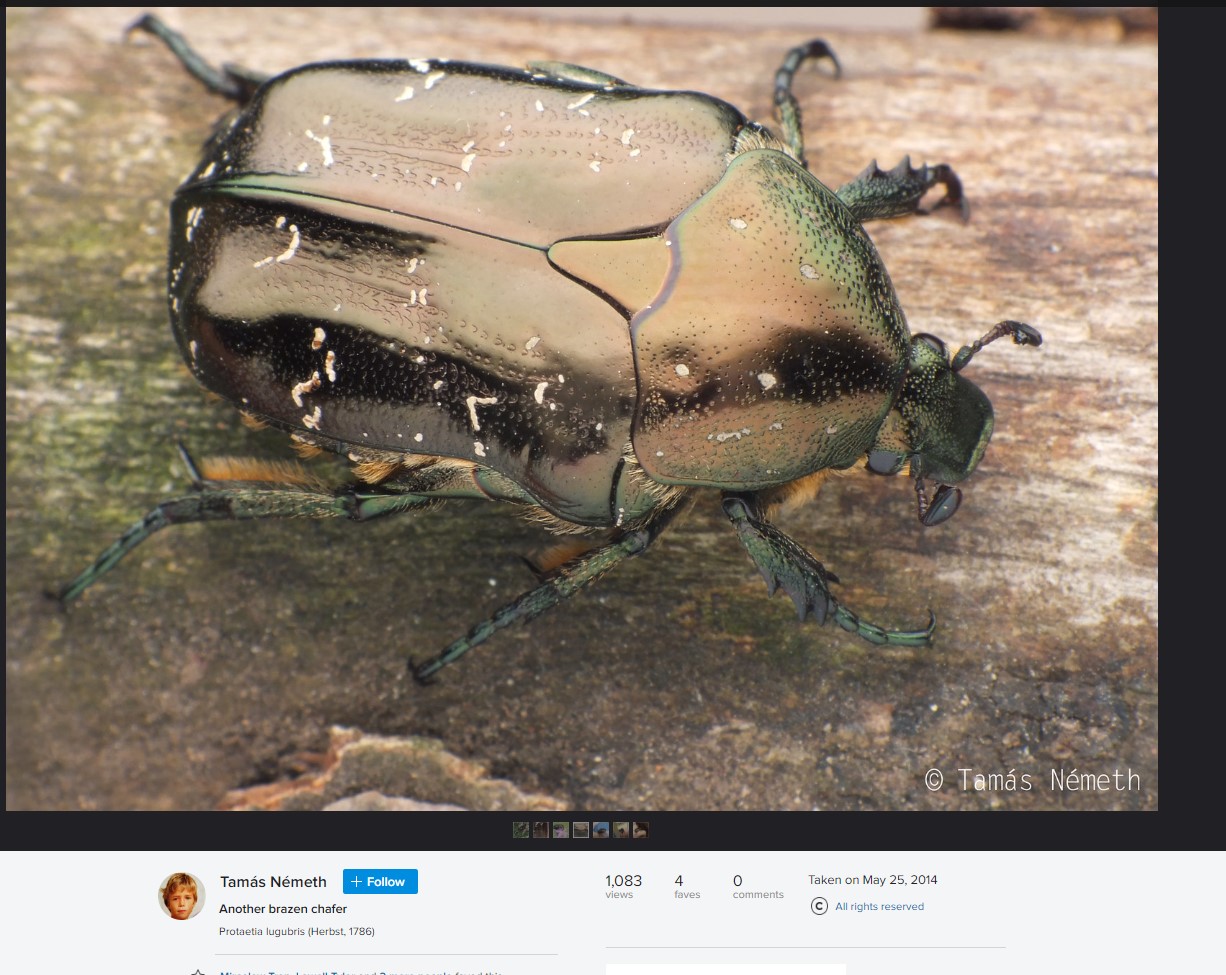 © Tamás Németh
Tamás Németh
+ Follow
Another brazen chafer
Protaetia lugubris (Herbst, 1786)
1,083
views
4
faves
0
comments
Taken on May 25, 2014
© All rights reserved